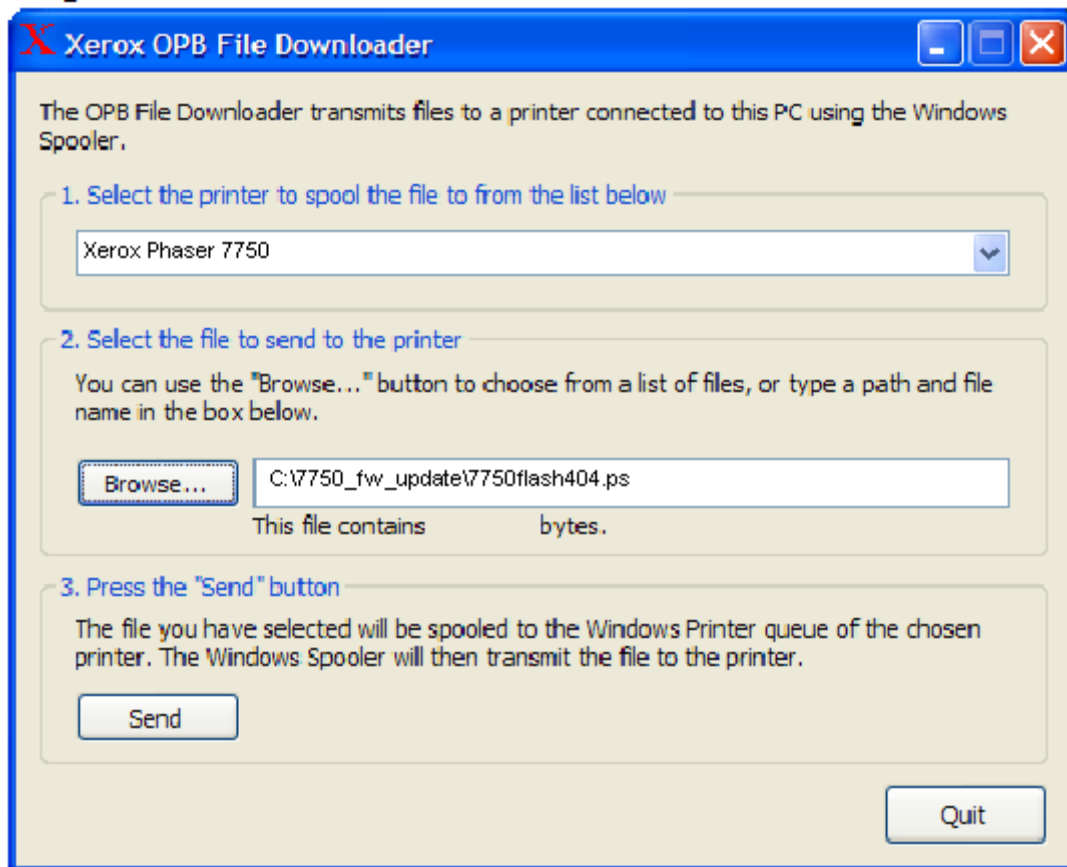 X Xerox OPB File Downloader
The OPB File Downloader transmits files to a printer connected to this PC using the Windows
Spooler.
1. Select the printer to spool the file to from the list below
Xerox Phaser 7750
2. Select the file to send to the printer
You can use the "Browse..." button to choose from a list of files, or type a path and file
name in the box below.
Browse... C:\7750_fw_update\7750flash404.ps
This file contains bytes.
3. Press the "Send" button
The file you have selected will be spooled to the Windows Printer queue of the chosen
printer. The Windows Spooler will then transmit the file to the printer.
Send
Quit